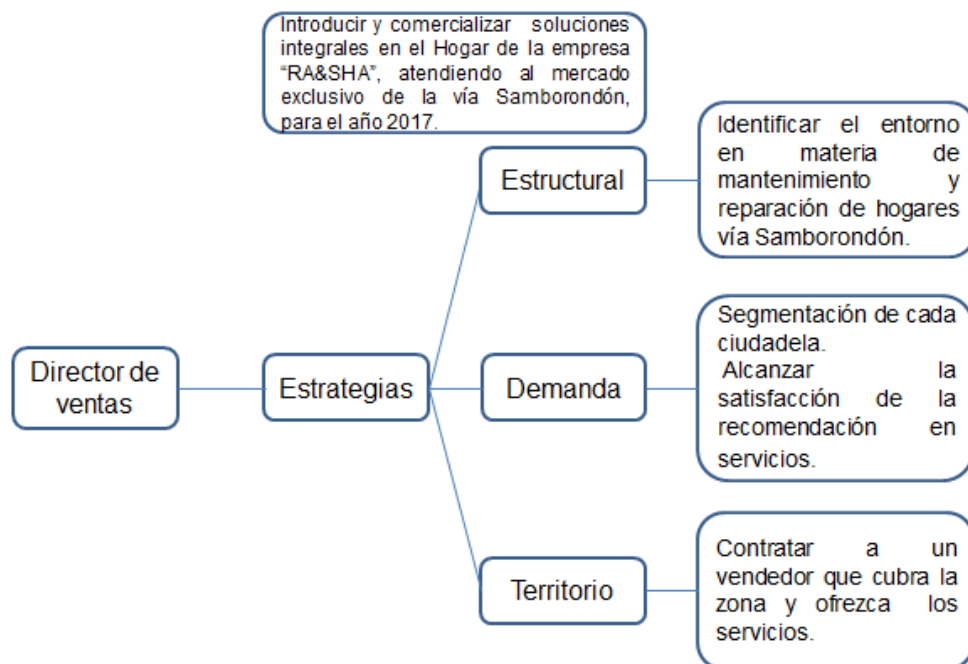 Introducir y comercializar soluciones
integrales en el Hogar de la empresa
“RA&SHA”, atendiendo al mercado
exclusivo de la vía Samborondón,
para el año 2017.
Estructural
Identificar el entorno
en materia de
mantenimiento y
reparación de hogares
vía Samborondón.
Director de
ventas
Estrategias
Demanda
Segmentación de cada
ciudadela.
Alcanzar la
satisfacción de la
recomendación en
servicios.
Territorio
Contratar a un
vendedor que cubra la
zona y ofrezca los
servicios.